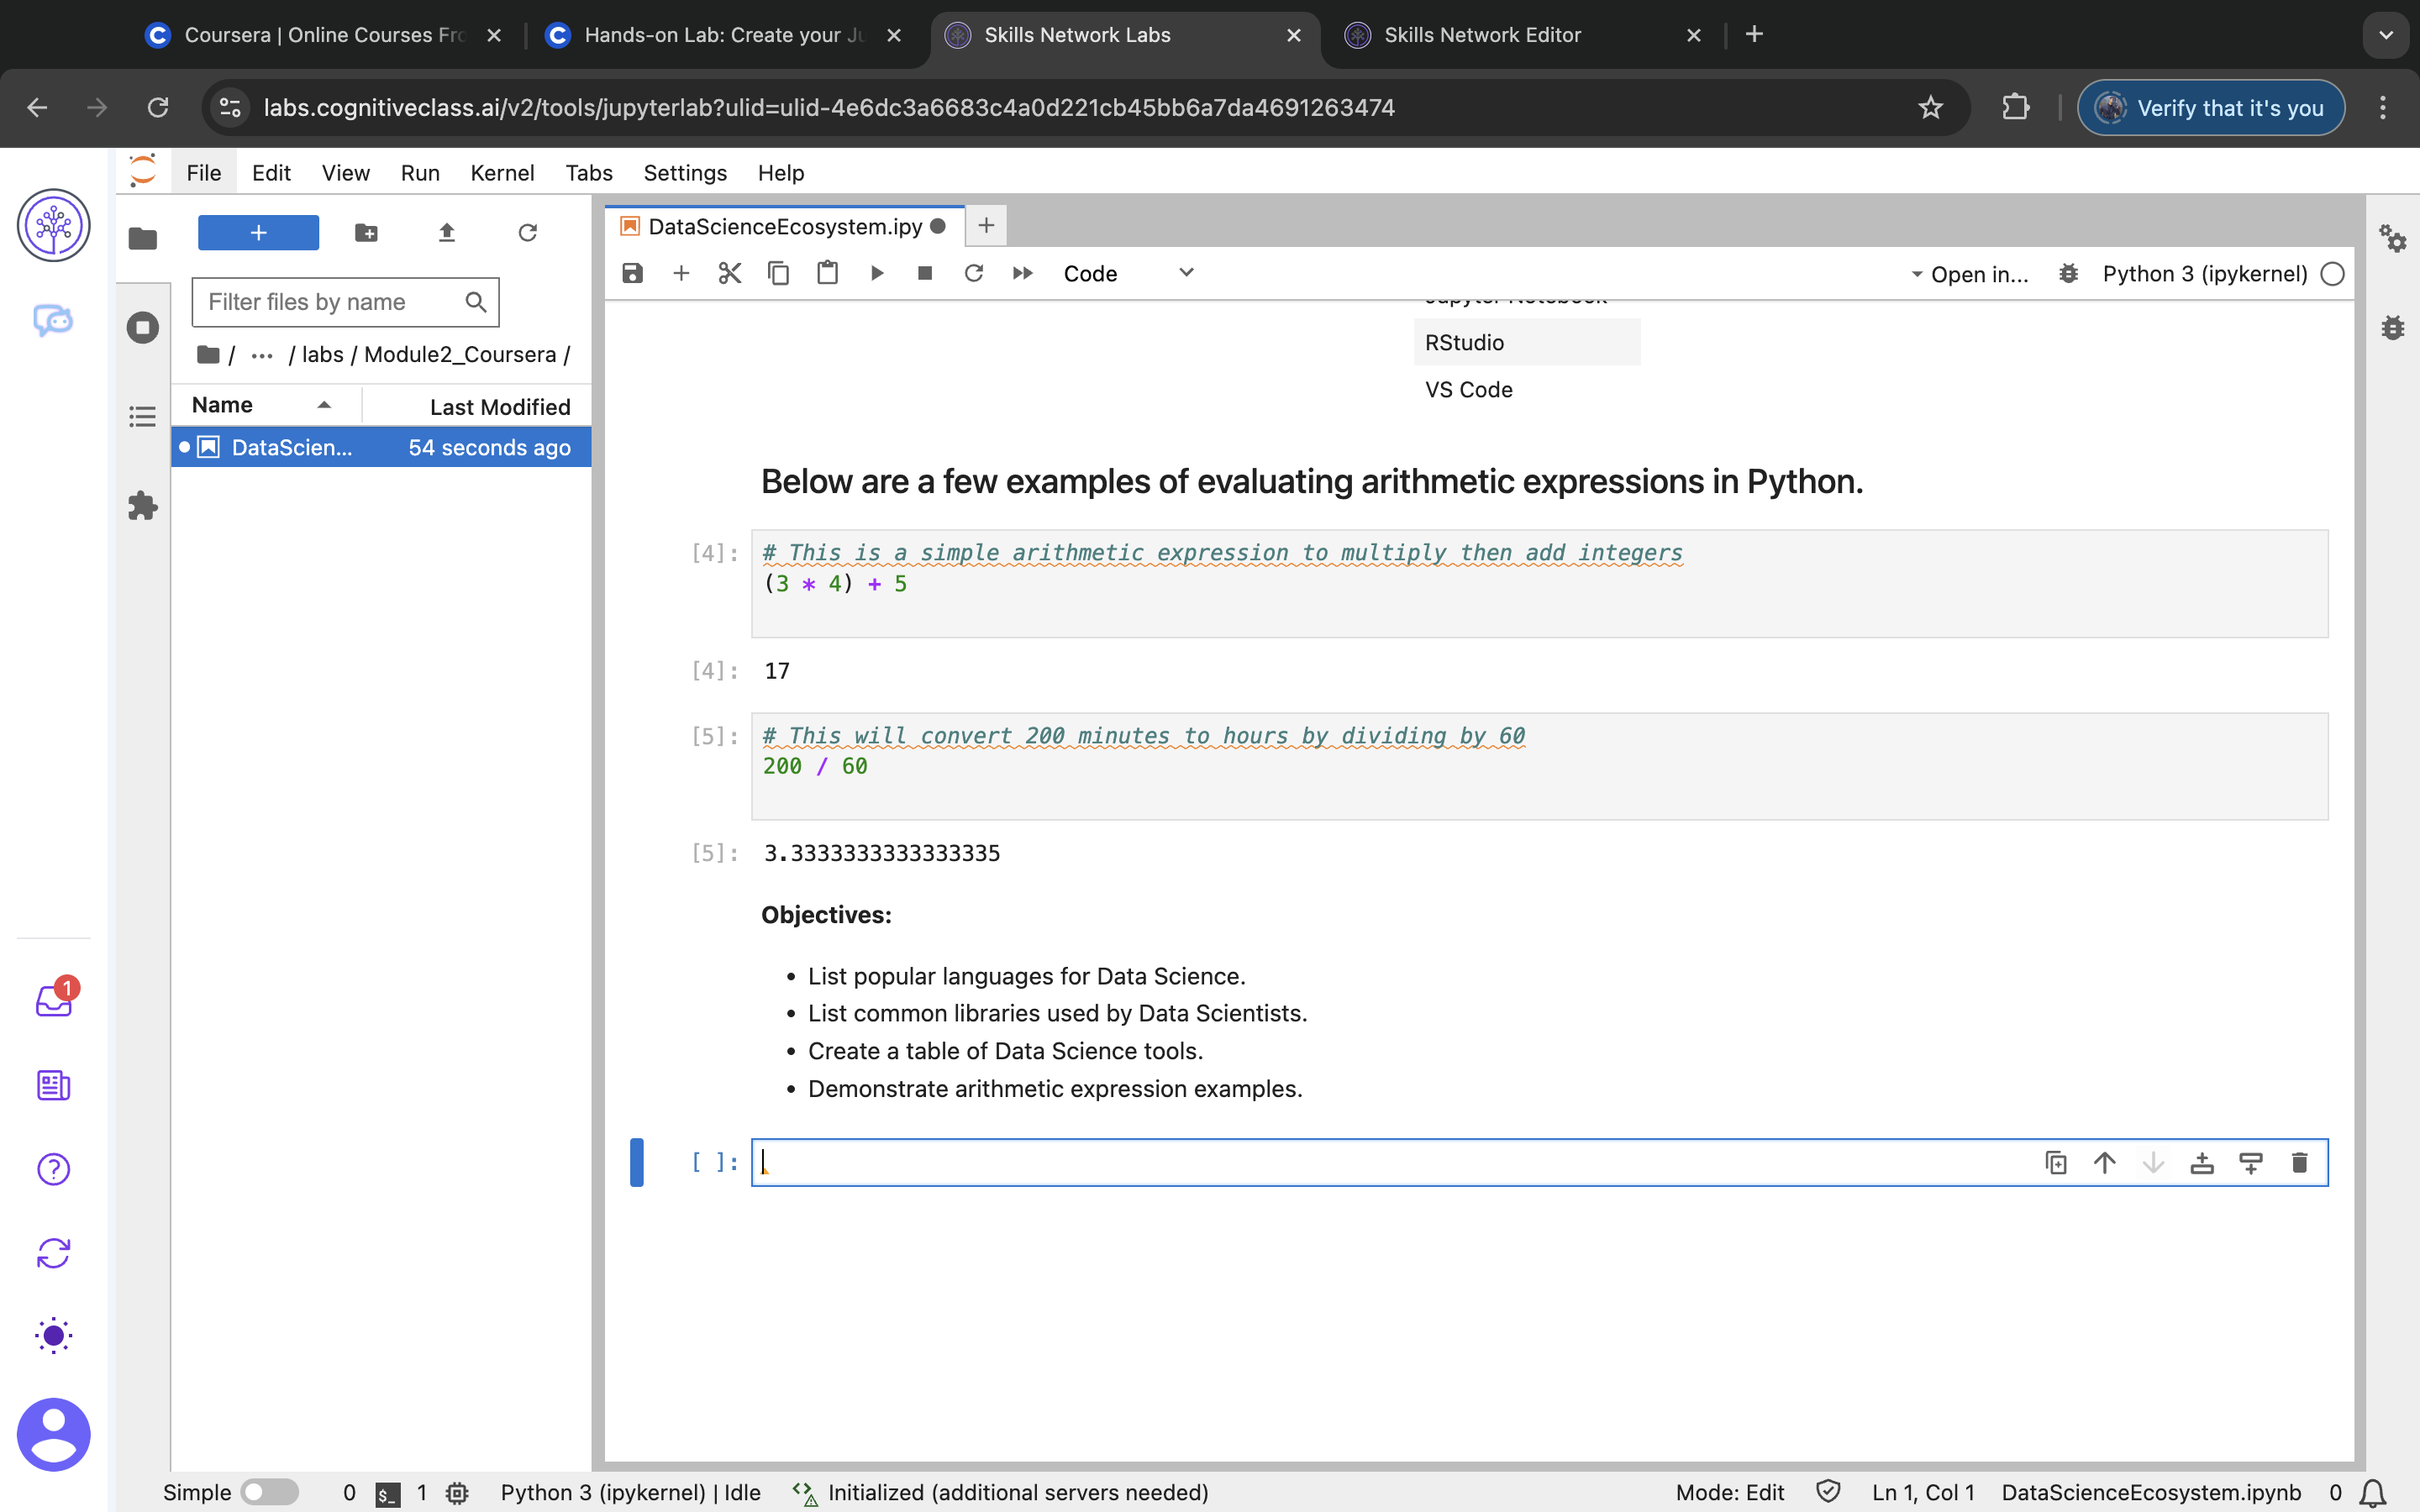 Coursera | Online Courses Fro
Hands-on Lab: Create your Ju
Skills Network Labs
Skills Network Editor
labs.cognitiveclass.ai/v2/tools/jupyterlab?ulid=ulid-4e6dc3a6683c4a0d221cb45bb6a7da4691263474
Verify that it's you
File Edit View Run Kernel Tabs Settings Help
DataScienceEcosystem.ipy
Filter files by name
Code
Open in...
Python 3 (ipykernel)
/ ... / labs / Module2_Coursera /
Name Last Modified
DataScien... 54 seconds ago
Jupyter Notebook
RStudio
VS Code
Below are a few examples of evaluating arithmetic expressions in Python.
[4]: # This is a simple arithmetic expression to multiply then add integers
(3 * 4) + 5
[4]: 17
[5]: # This will convert 200 minutes to hours by dividing by 60
200 / 60
[5]: 3.3333333333333335
Objectives:
• List popular languages for Data Science.
• List common libraries used by Data Scientists.
• Create a table of Data Science tools.
• Demonstrate arithmetic expression examples.
[ ]:
1
Simple 0 $_ 1 Python 3 (ipykernel) | Idle Initialized (additional servers needed) Mode: Edit Ln 1, Col 1 DataScienceEcosystem.ipynb 0